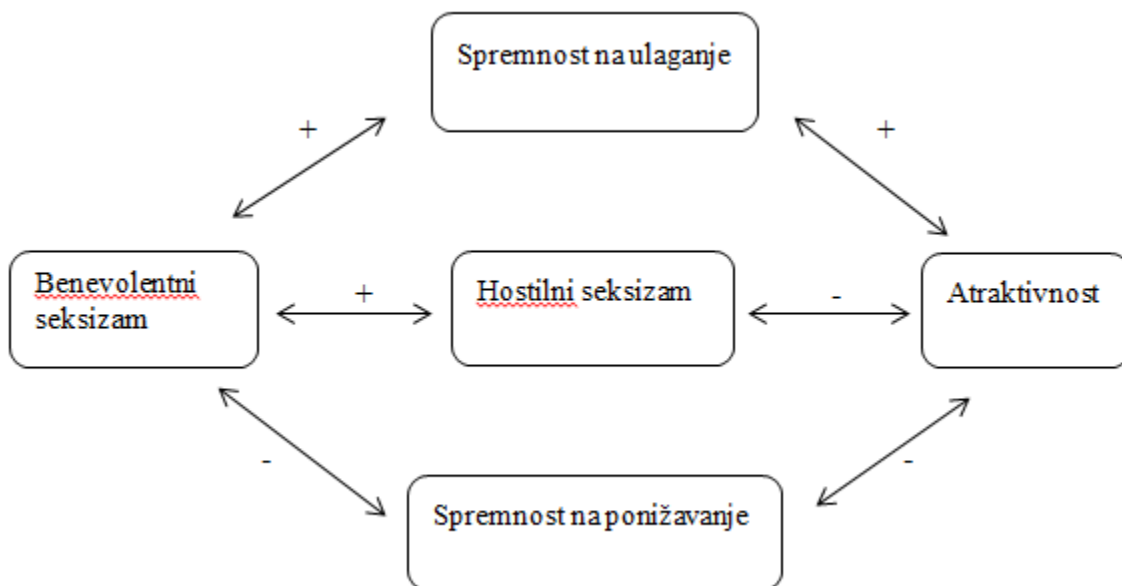 Spremnost na ulaganje
+
+
Benevolentni
seksizam
+
Hostilni seksizam
-
Atraktivnost
-
-
Spremnost na ponižavanje